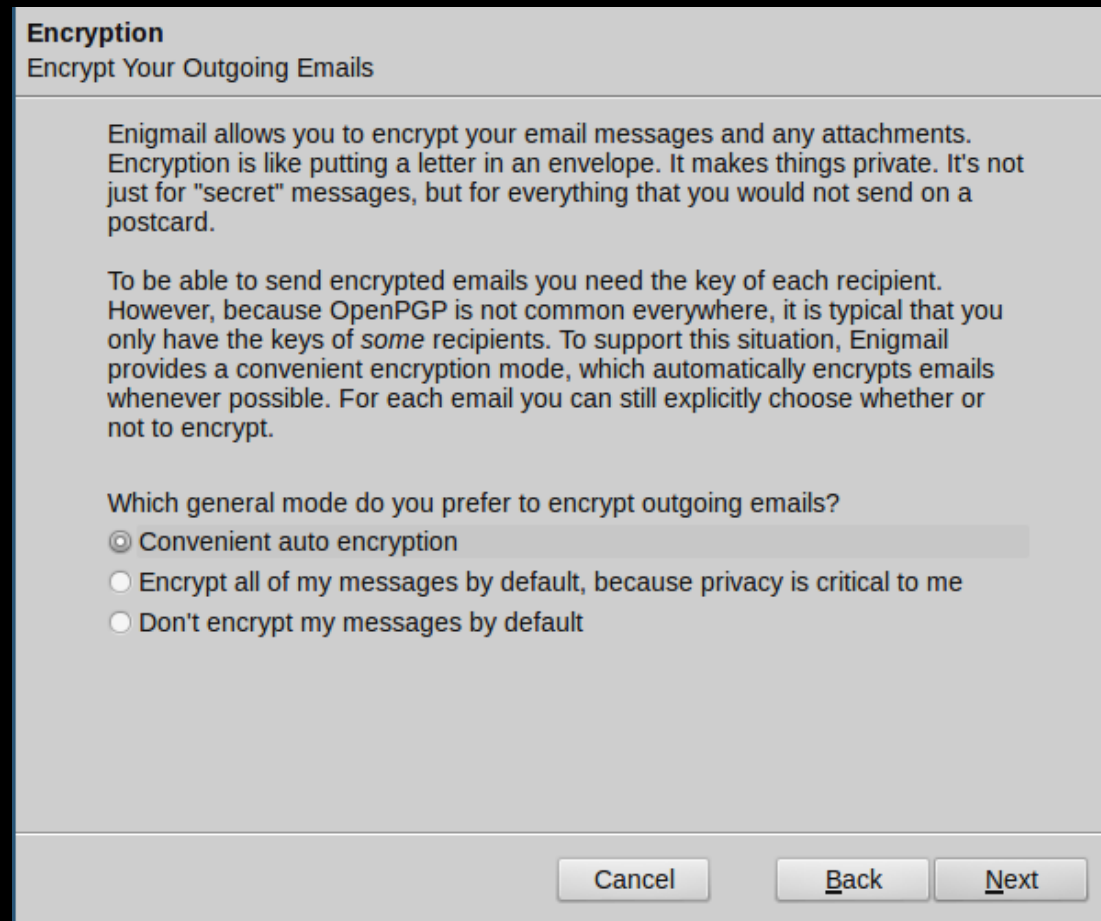 Encryption
Encrypt Your Outgoing Emails
Enigmail allows you to encrypt your email messages and any attachments.
Encryption is like putting a letter in an envelope. It makes things private. It's not
just for "secret" messages, but for everything that you would not send on a
postcard.
To be able to send encrypted emails you need the key of each recipient.
However, because OpenPGP is not common everywhere, it is typical that you
only have the keys of some recipients. To support this situation, Enigmail
provides a convenient encryption mode, which automatically encrypts emails
whenever possible. For each email you can still explicitly choose whether or
not to encrypt.
Which general mode do you prefer to encrypt outgoing emails?
Convenient auto encryption
Encrypt all of my messages by default, because privacy is critical to me
Don't encrypt my messages by default
Cancel Back Next